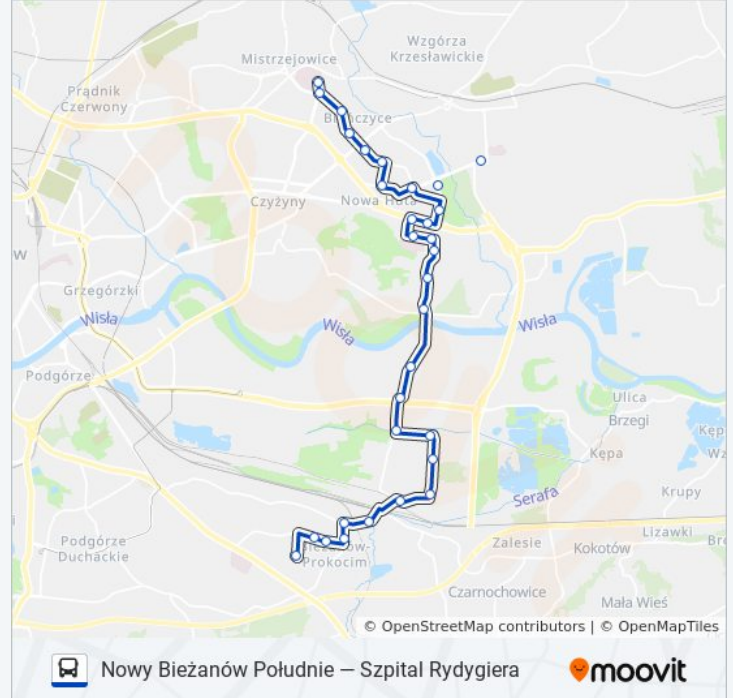 Mistrzejowice
Wzgórza
Krzesławickie
Prądnik
Czerwony
Czyżyny
Nowa Huta
W
Grzegórzki
Wisła
Wisła
Wisła
Podgórze
Ulica
Brzegi
Kępa
Kęp
Serafa
Krupy
Podgórze
Duchackie
Prokocim
Zalesie
Kokotów
Lizawki
Czarnochowice
Mała Wieś
© OpenStreetMap contributors | © OpenMapTiles
Nowy Bieżanów Południe — Szpital Rydygiera
moovit